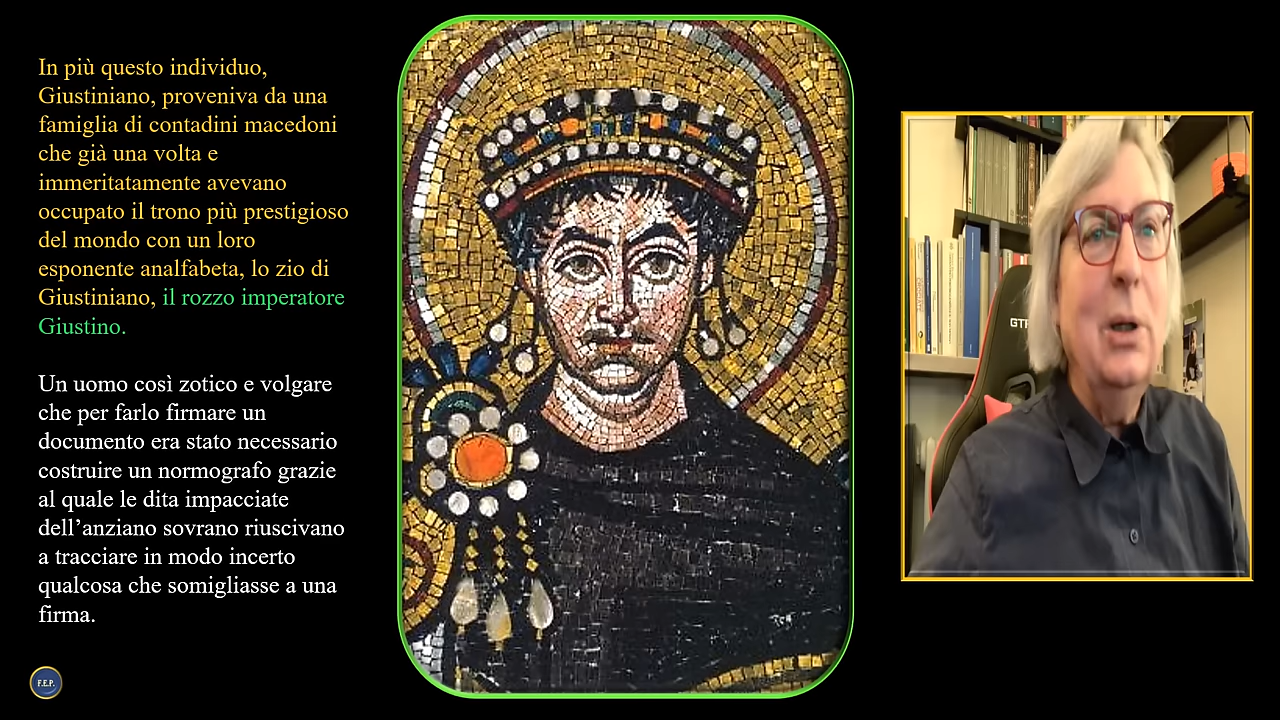 In più questo individuo,
Giustiniano, proveniva da una
famiglia di contadini macedoni
che già una volta e
immeritatamente avevano
occupato il trono più prestigioso
del mondo con un loro
esponente analfabeta, lo zio di
Giustiniano, il rozzo imperatore
Giustino.
Un uomo così zotico e volgare
che per farlo firmare un
documento era stato necessario
costruire un normografo grazie
al quale le dita impacciate
dell’anziano sovrano riuscivano
a tracciare in modo incerto
qualcosa che somigliasse a una
firma.
F.E.P.